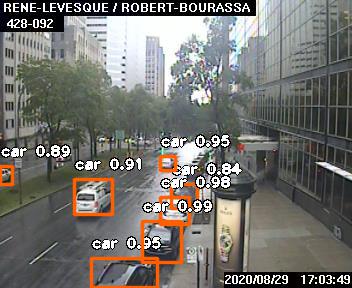 RENE-LEVESQUE / ROBERT-BOURASSA
428-092
car 0.95
car 0.89
car 0.91
car 0.84
car 0.98
car 0.99
car 0.95
2020/08/29 17:03:49